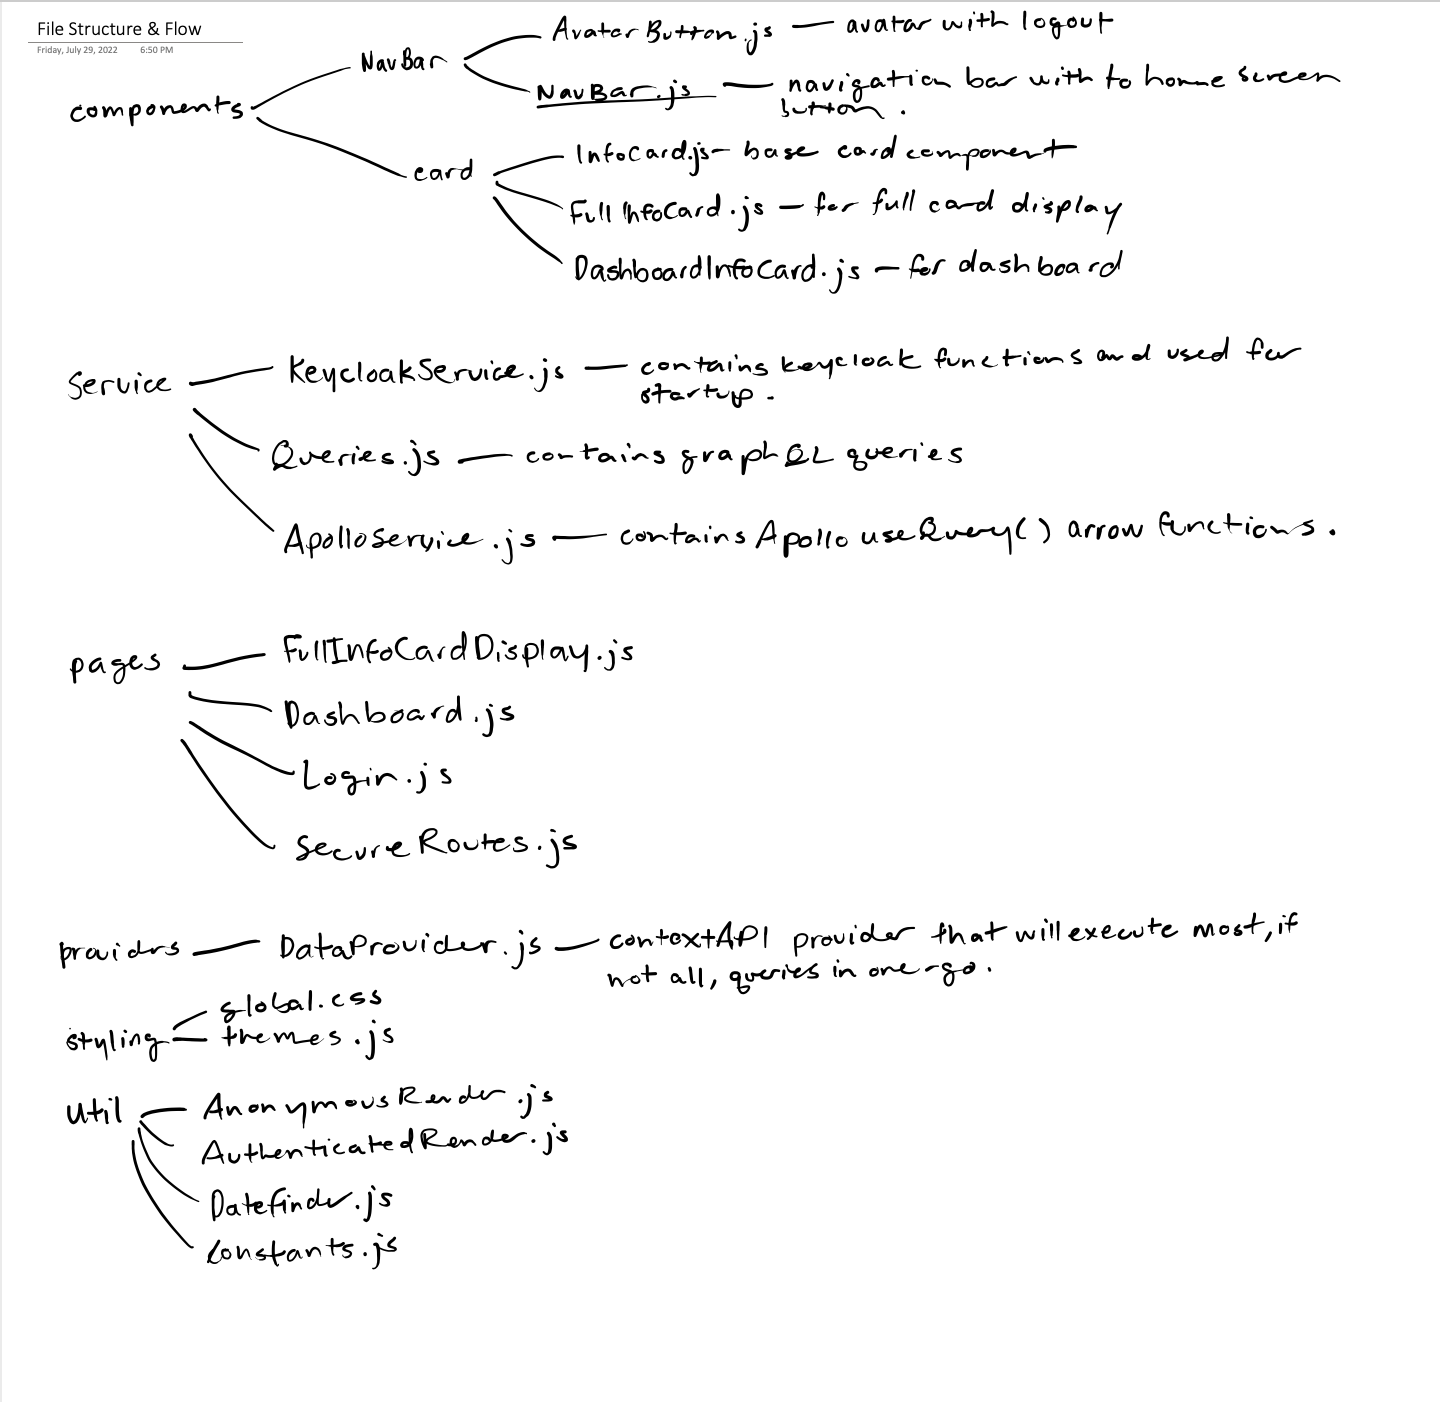 File Structure & Flow
Friday, July 29, 2022 6:50 PM
components
NavBar
AvatarButton.js — avatar with logout
NavBar.js — navigation bar with to home screen
button.
card
InfoCard.js — base card component
FullInfoCard.js — for full card display
DashboardInfoCard.js — for dashboard
Service
KeycloakService.js — contains keycloak functions and used for
startup.
Queries.js — contains graphQL queries
ApolloService.js — contains Apollo useQuery() arrow functions.
pages
FullInfoCardDisplay.js
Dashboard.js
Login.js
SecureRoutes.js
providrs — DataProvider.js — contextAPI provider that will execute most, if
not all, queries in one-go.
styling
global.css
themes.js
util
AnonymousRender.js
AuthenticatedRender.js
Datefinder.js
Constants.js